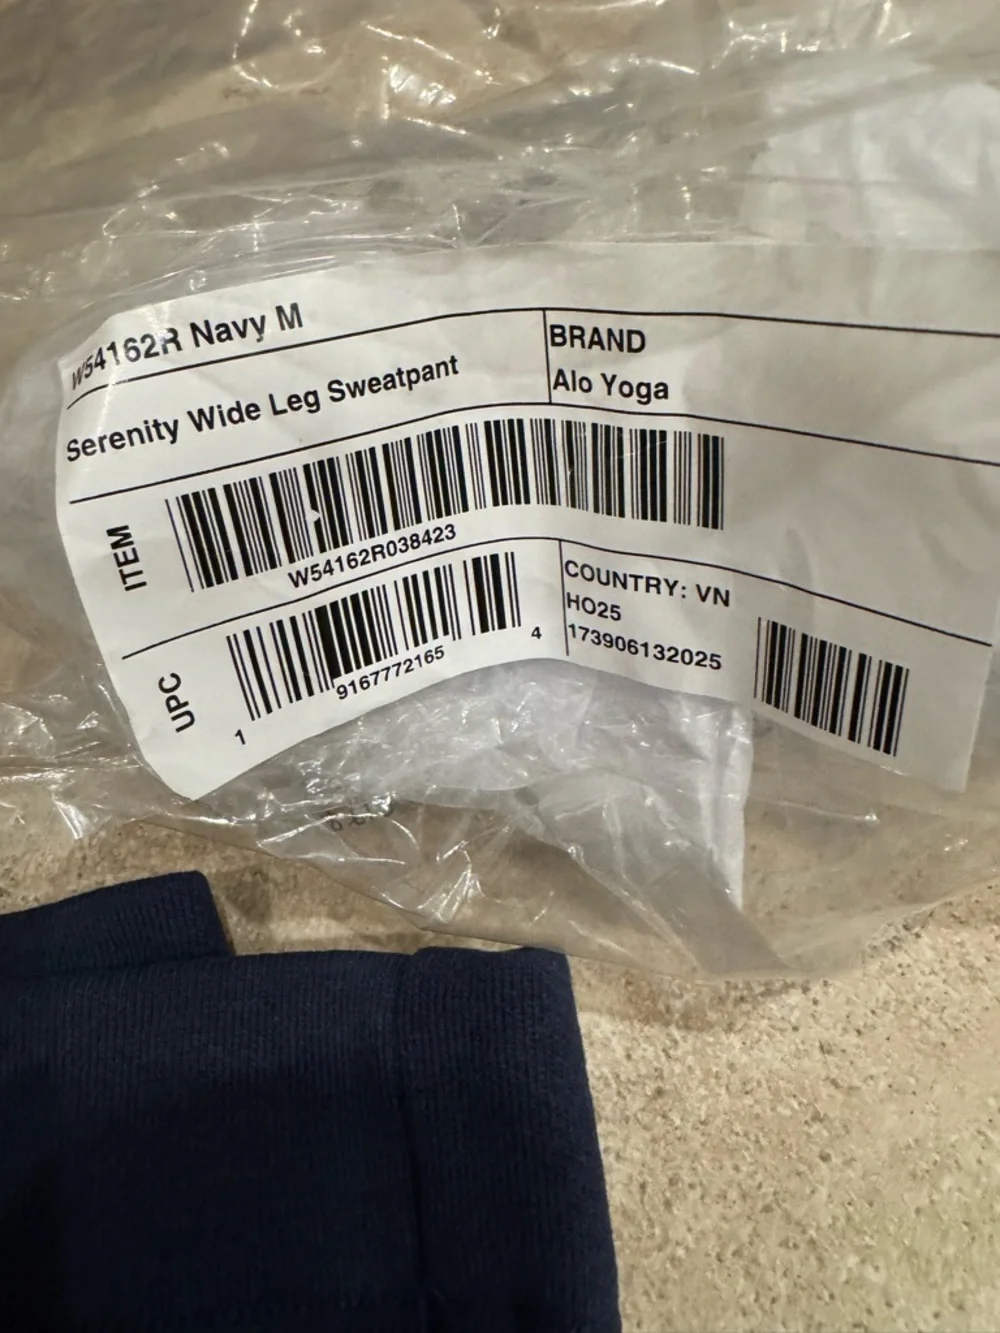 W54162R Navy M
Serenity Wide Leg Sweatpant
BRAND
Alo Yoga
ITEM
W54162R038423
UPC
1 9167772165 4
COUNTRY: VN
HO25
173906132025